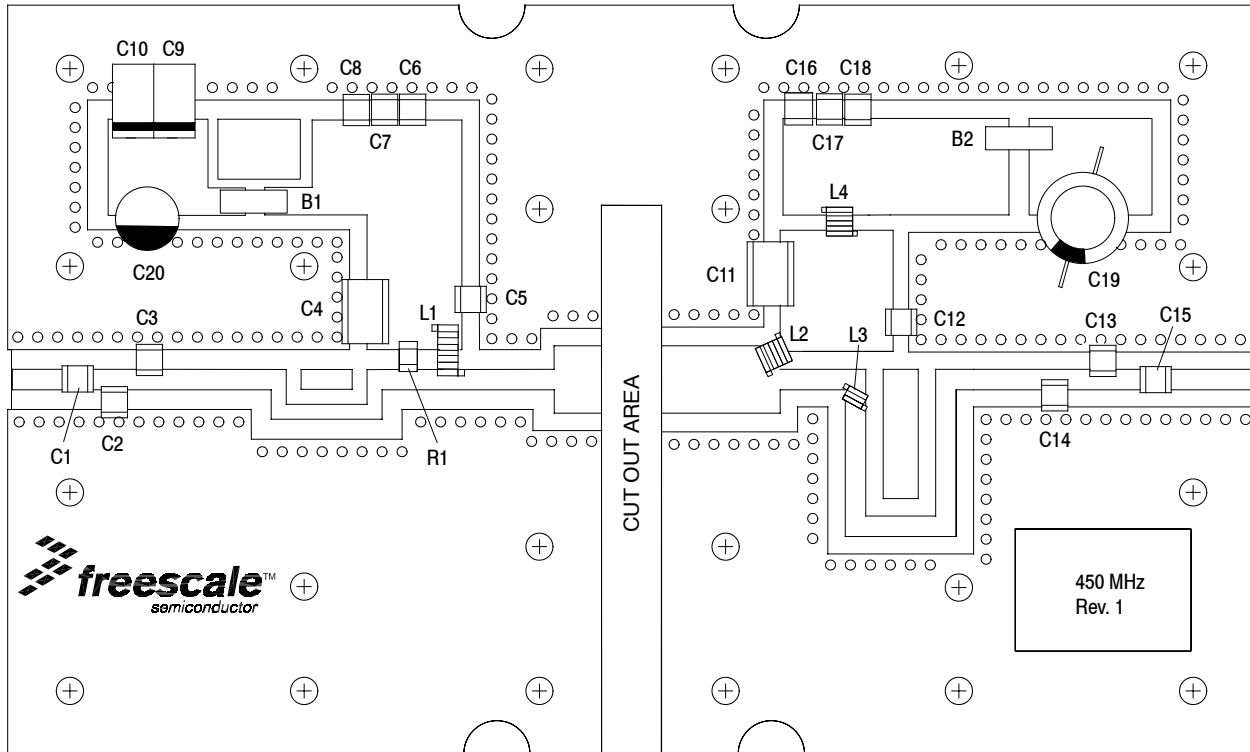 C10 C9
C8 C6
C7
B1
C20
C4
C5
C3
L1
C1
C2
R1
C16 C18
C17
B2
L4
C11
C19
C12
C13
C15
L2
L3
C14
CUT OUT AREA
freescale™
semiconductor
450 MHz
Rev. 1